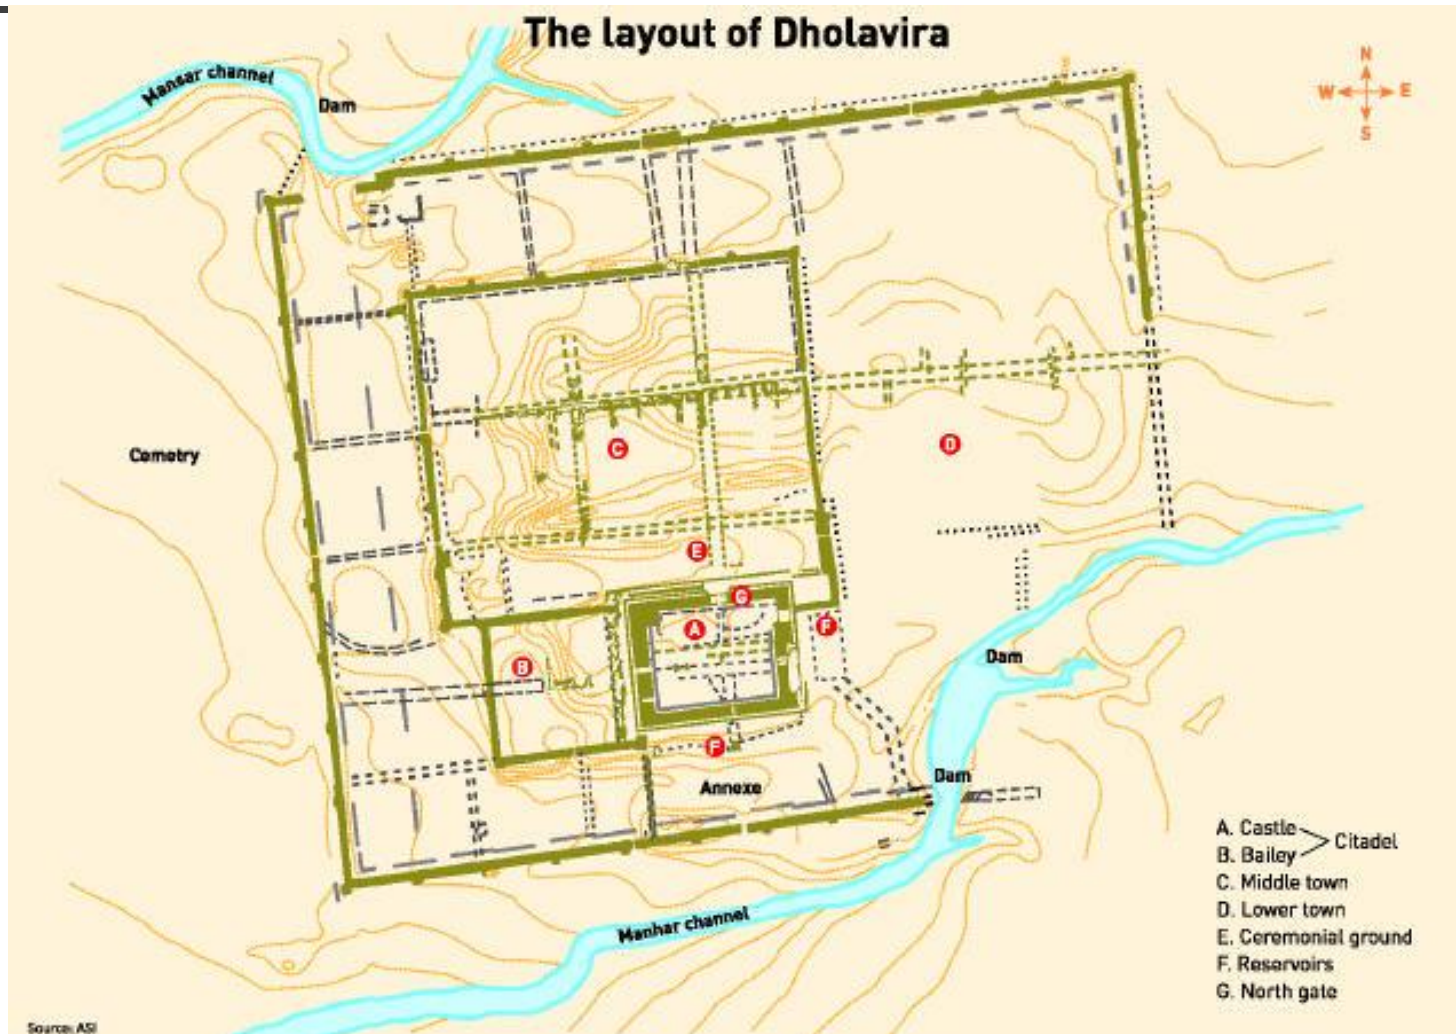 The layout of Dholavira
N
W E
S
Mansar channel
Dam
Cemetry
C
D
E
G
A
F
B
Dam
F
Annexe
Dam
Manhar channel
A. Castle
Citadel
B. Bailey
C. Middle town
D. Lower town
E. Ceremonial ground
F. Reservoirs
G. North gate
Source: ASI